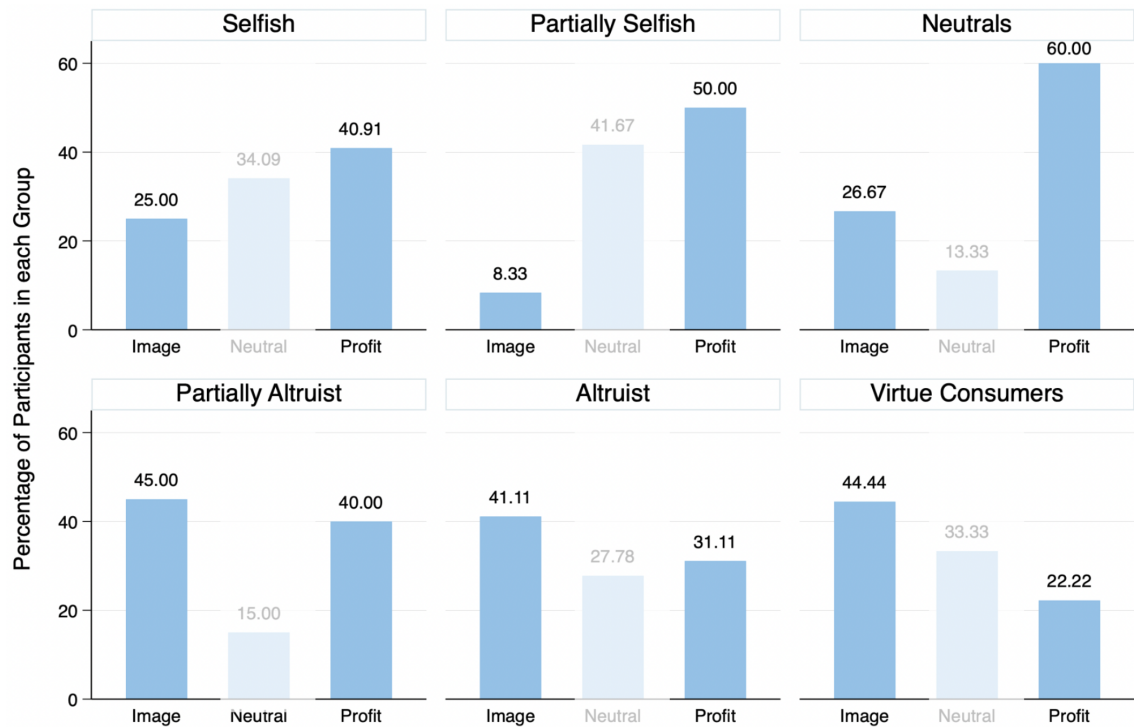 Percentage of Participants in each Group
Selfish
60
40
20
0
25.00
34.09
40.91
Image
Neutral
Profit
Partially Selfish
8.33
41.67
50.00
Image
Neutral
Profit
Neutrals
26.67
13.33
60.00
Image
Neutral
Profit
Partially Altruist
60
40
20
0
45.00
15.00
40.00
Image
Neutral
Profit
Altruist
41.11
27.78
31.11
Image
Neutral
Profit
Virtue Consumers
44.44
33.33
22.22
Image
Neutral
Profit